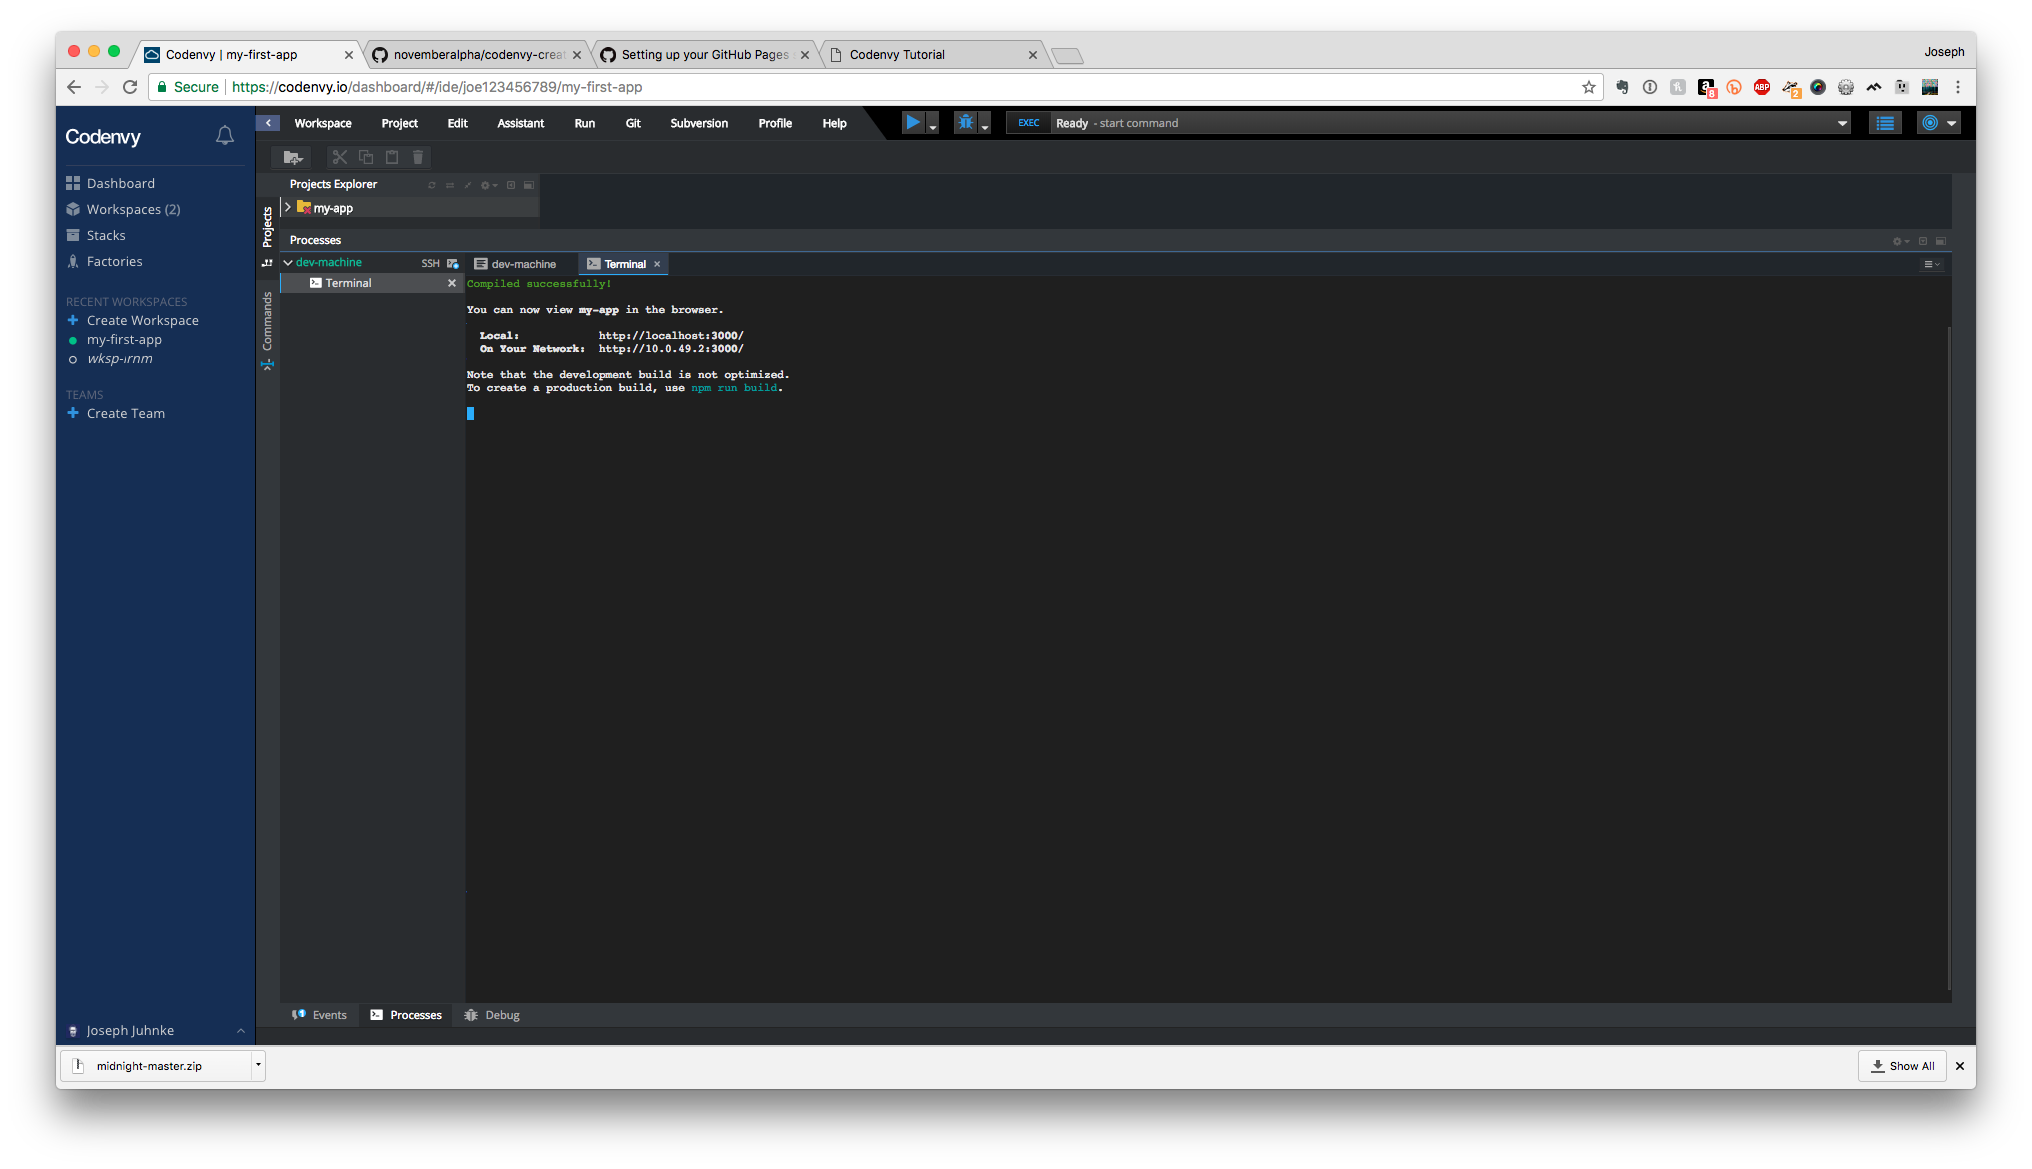 Codenvy | my-first-app
novemberalpha/codenvy-creat
Setting up your GitHub Pages
Codenvy Tutorial
Joseph
Secure
https://codenvy.io/dashboard/#/ide/joe123456789/my-first-app
8
ABP
2
Codenvy
Workspace
Project
Edit
Assistant
Run
Git
Subversion
Profile
Help
EXEC
Ready - start command
Dashboard
Workspaces (2)
Stacks
Factories
RECENT WORKSPACES
Create Workspace
my-first-app
wksp-irnm
TEAMS
Create Team
Projects
Commands
Projects Explorer
my-app
Processes
dev-machine
SSH
Terminal
dev-machine
Terminal
Compiled successfully!
You can now view my-app in the browser.
Local: http://localhost:3000/
On Your Network: http://10.0.49.2:3000/
Note that the development build is not optimized.
To create a production build, use npm run build.
Events
Processes
Debug
Joseph Juhnke
midnight-master.zip
Show All